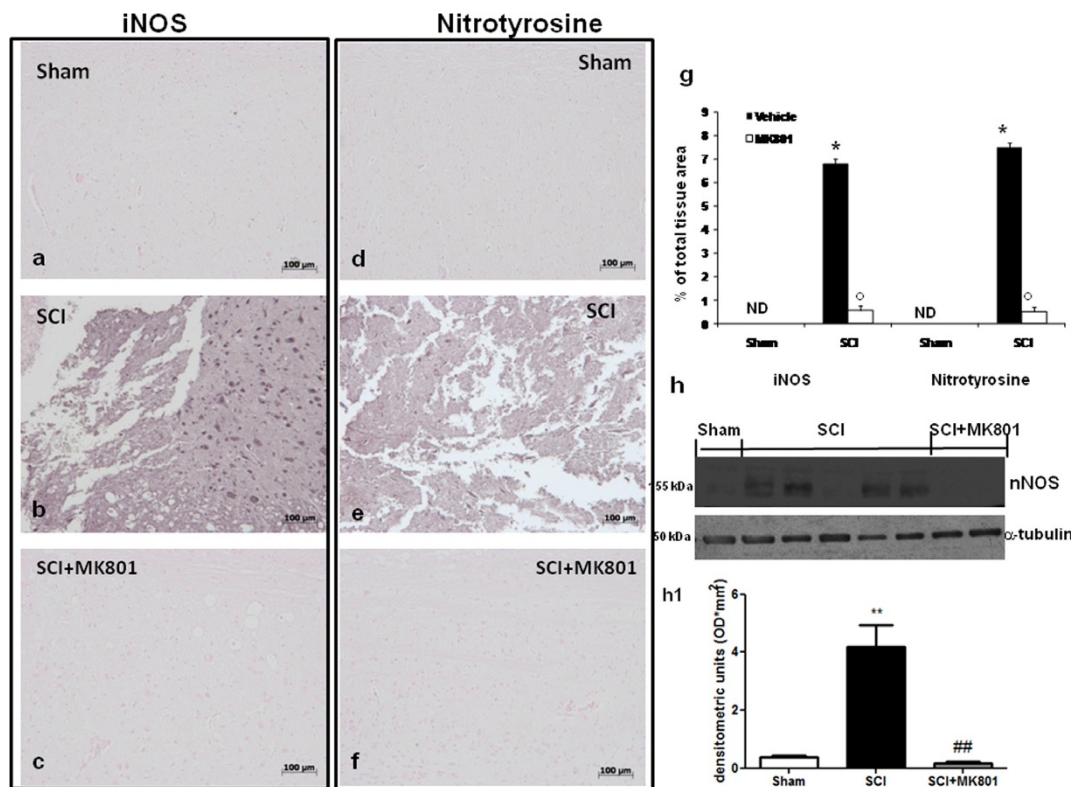 iNOS
Nitrotyrosine
Sham
a
100 µm
SCI
b
100 µm
SCI+MK801
c
100 µm
Sham
d
100 µm
SCI
e
100 µm
SCI+MK801
f
100 µm
g
Vehicle
MK801
% of total tissue area
9
8
7
6
5
4
3
2
1
0
ND
*
○
ND
*
○
Sham SCI Sham SCI
iNOS Nitrotyrosine
h
Sham SCI SCI+MK801
155 kDa nNOS
50 kDa α-tubulin
h1
densitometric units (OD*mm²)
6
4
2
0
**
##
Sham SCI SCI+MK801